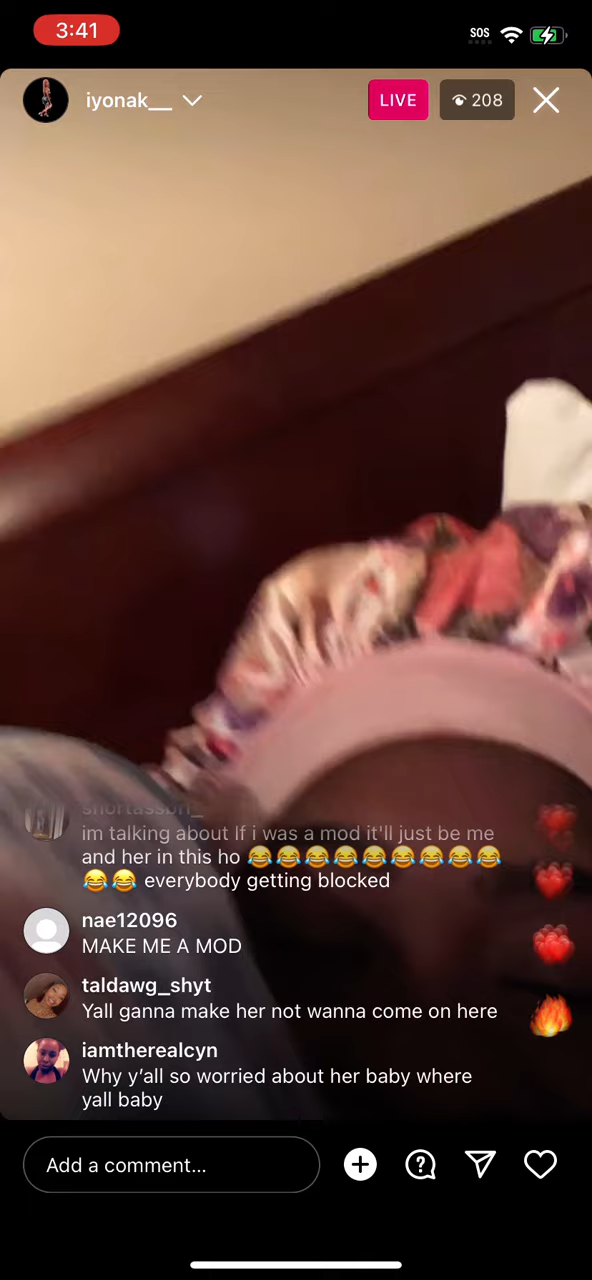 3:41
SOS
iyonak__
LIVE
208
shortassbri_
im talking about If i was a mod it'll just be me
and her in this ho 😂😂😂😂😂😂😂😂😂
😂😂 everybody getting blocked
nae12096
MAKE ME A MOD
taldawg_shyt
Yall ganna make her not wanna come on here
iamtherealcyn
Why y'all so worried about her baby where
yall baby
Add a comment...